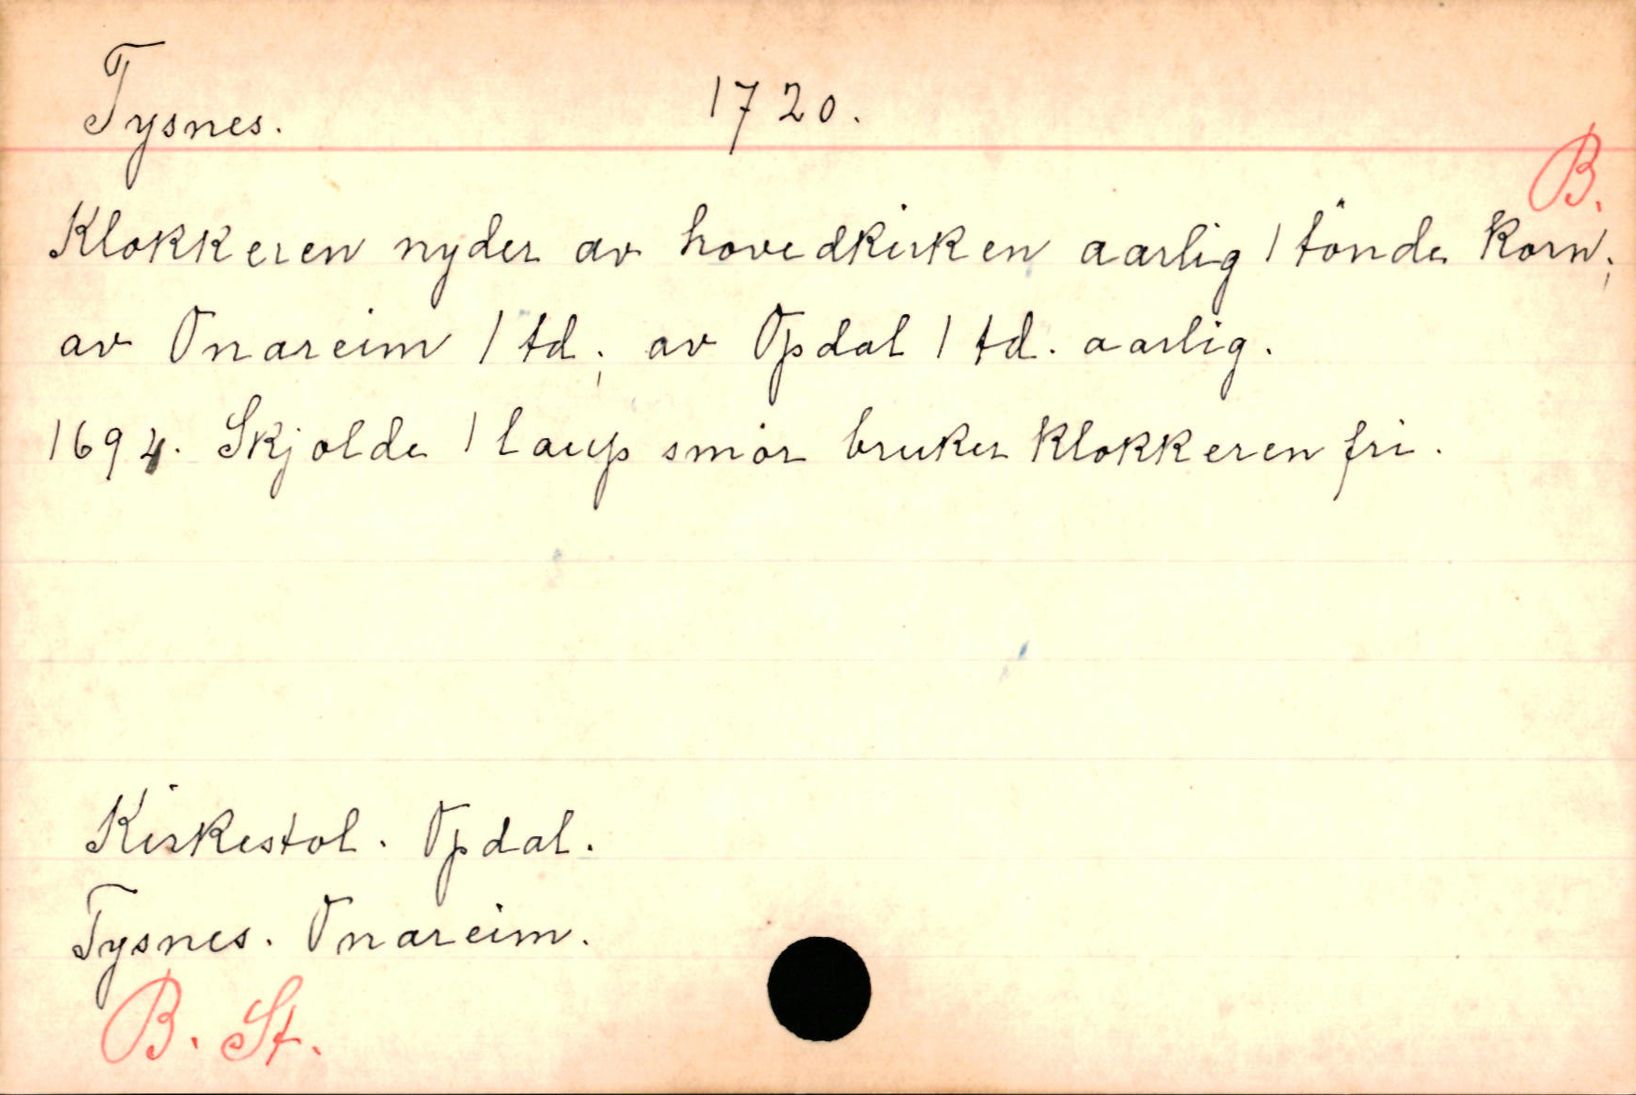 Tysnes. 1720.
B.
Klokkeren nyder av hovedkirken aarlig 1 tönde korn;
av Onareim 1 td; av Opdal 1 td. aarlig.
1694. Skjolde 1 laup smör bruker klokkeren fri.
Kirkestol. Opdal.
Tysnes. Onareim.
B. St.